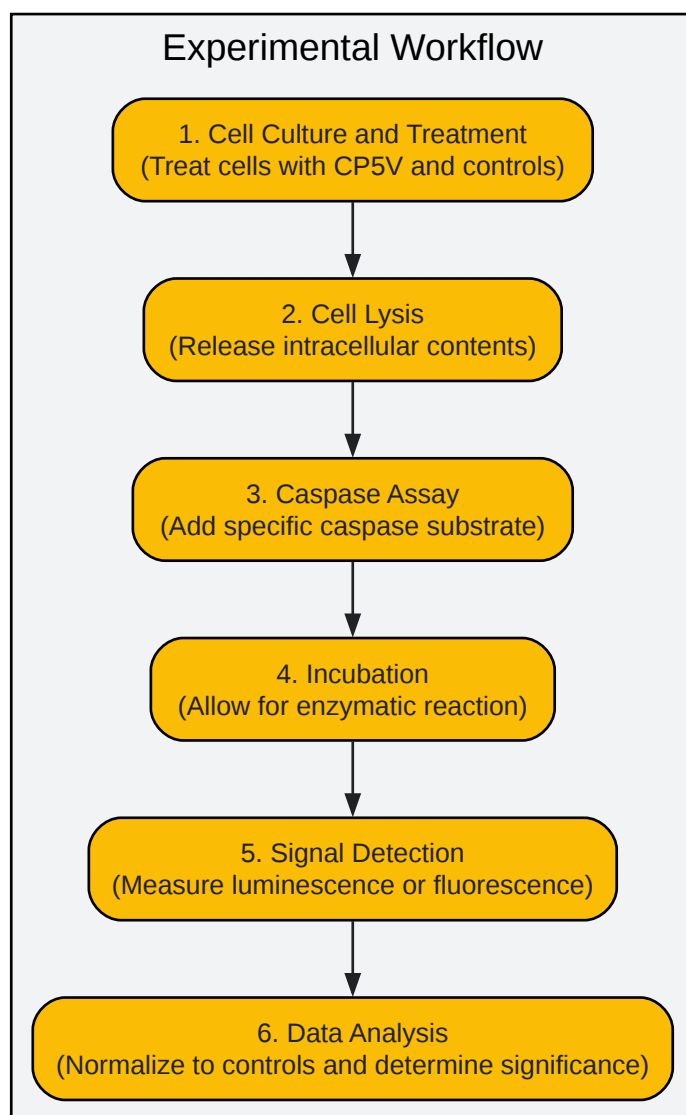 Experimental Workflow
1. Cell Culture and Treatment
(Treat cells with CP5V and controls)
2. Cell Lysis
(Release intracellular contents)
3. Caspase Assay
(Add specific caspase substrate)
4. Incubation
(Allow for enzymatic reaction)
5. Signal Detection
(Measure luminescence or fluorescence)
6. Data Analysis
(Normalize to controls and determine significance)